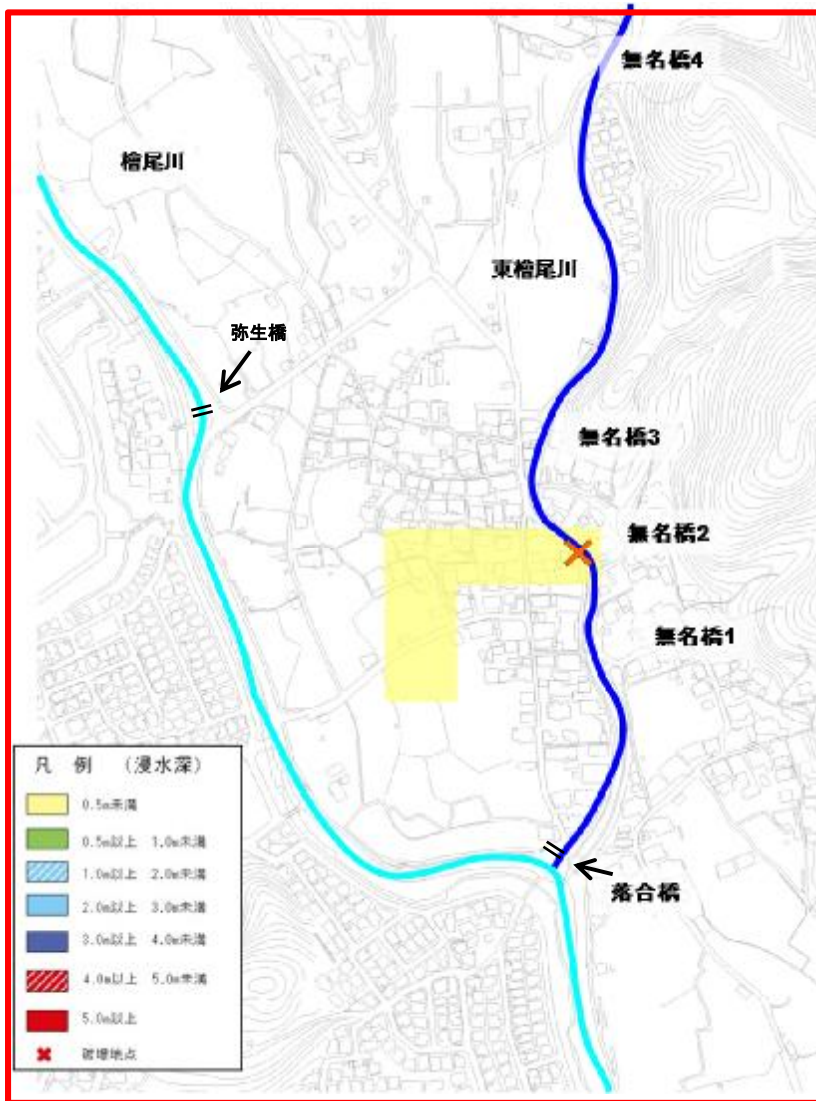 無名橋4
檜尾川
東檜尾川
弥生橋
無名橋3
無名橋2
無名橋1
落合橋
凡 例 (浸水深)
0.5m未満
0.5m以上 1.0m未満
1.0m以上 2.0m未満
2.0m以上 3.0m未満
3.0m以上 4.0m未満
4.0m以上 5.0m未満
5.0m以上
破堤地点